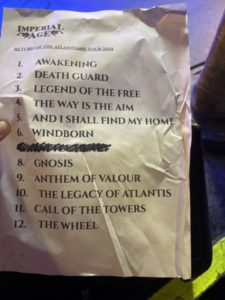 IMPERIAL
AGE
RETURN OF THE ATLANTEANS TOUR 2025
1. AWAKENING
2. DEATH GUARD
3. LEGEND OF THE FREE
4. THE WAY IS THE AIM
5. AND I SHALL FIND MY HOME
6. WINDBORN
8. GNOSIS
9. ANTHEM OF VALOUR
10. THE LEGACY OF ATLANTIS
11. CALL OF THE TOWERS
12. THE WHEEL